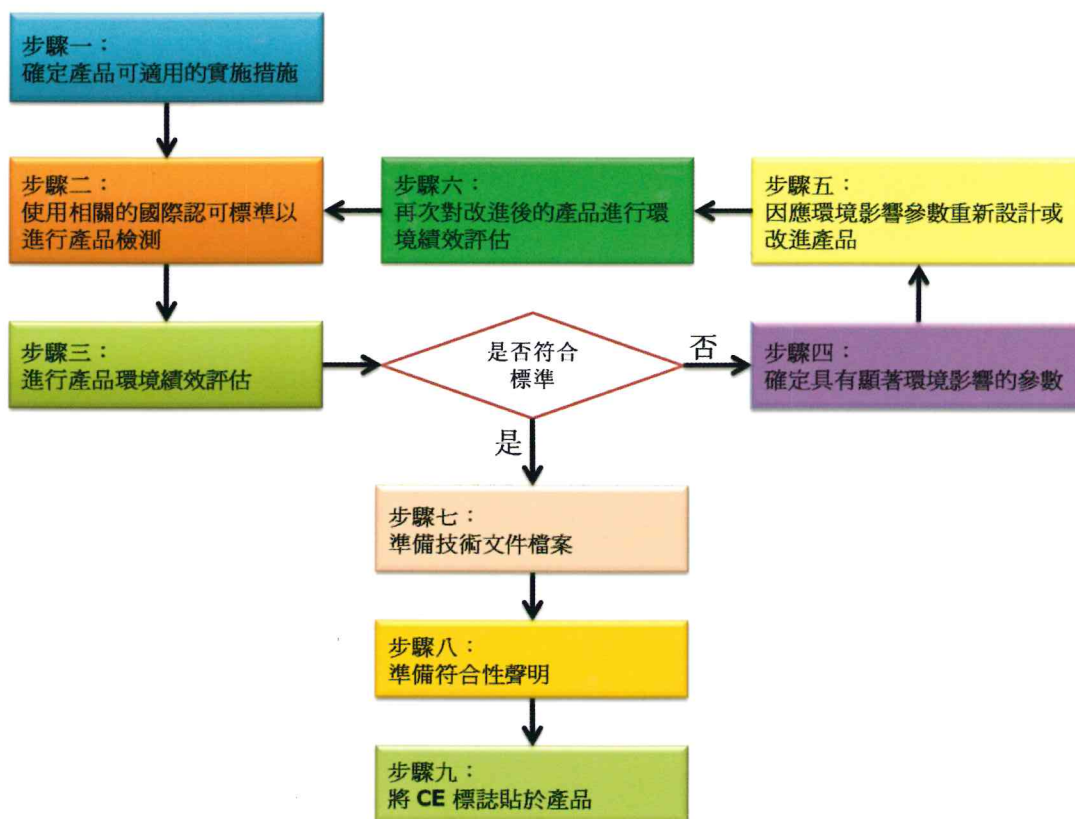 步驟一：
確定產品可適用的實施措施
步驟二：
使用相關的國際認可標準以
進行產品檢測
步驟六：
再次對改進後的產品進行環
境績效評估
步驟五：
因應環境影響參數重新設計或
改進產品
步驟三：
進行產品環境績效評估
是否符合
標準
否
步驟四：
確定具有顯著環境影響的參數
是
步驟七：
準備技術文件檔案
步驟八：
準備符合性聲明
步驟九：
將 CE 標誌貼於產品